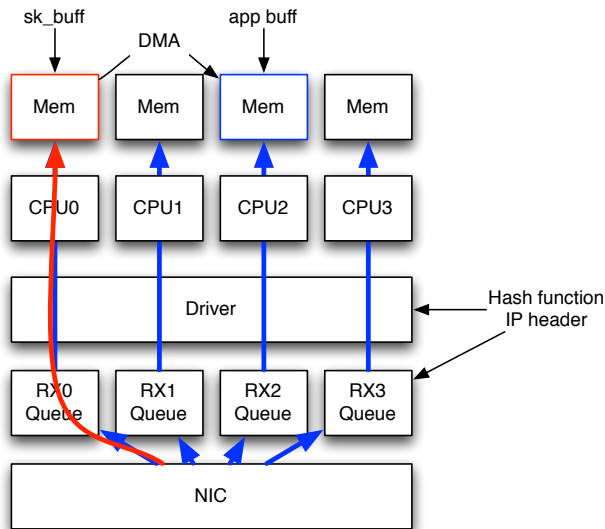 sk_buff
app buff
DMA
Mem
Mem
Mem
Mem
CPU0
CPU1
CPU2
CPU3
Driver
Hash function
IP header
RX0
Queue
RX1
Queue
RX2
Queue
RX3
Queue
NIC